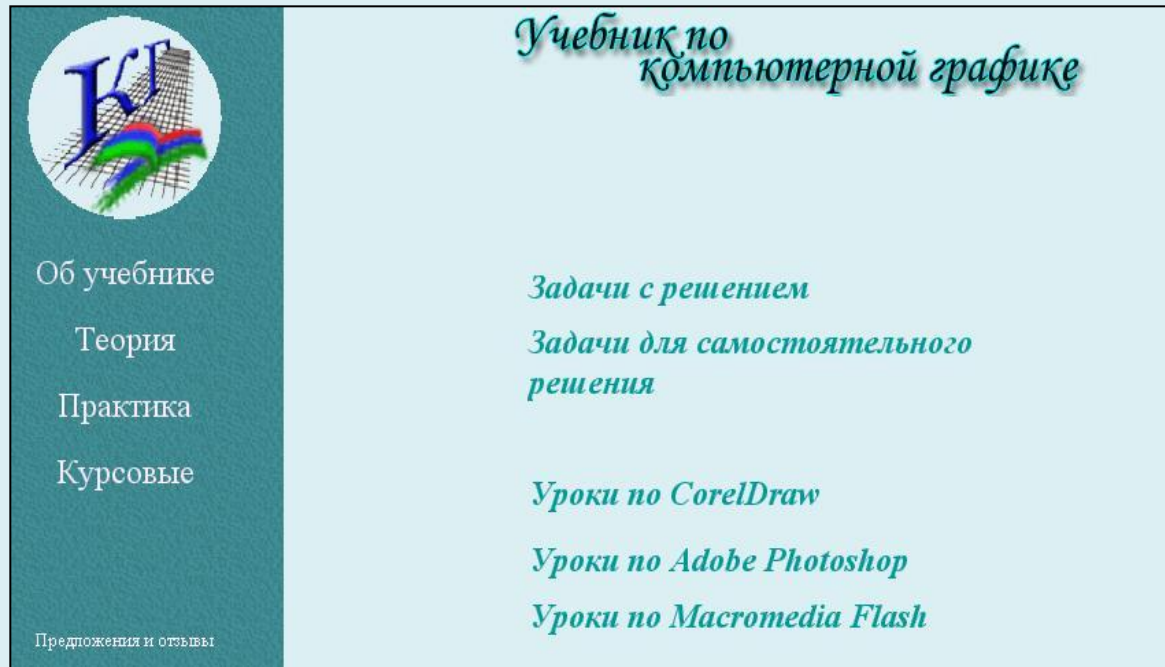 КГ
Учебник по
компьютерной графике
Об учебнике
Теория
Практика
Курсовые
Предложения и отзывы
Задачи с решением
Задачи для самостоятельного
решения
Уроки по CorelDraw
Уроки по Adobe Photoshop
Уроки по Macromedia Flash